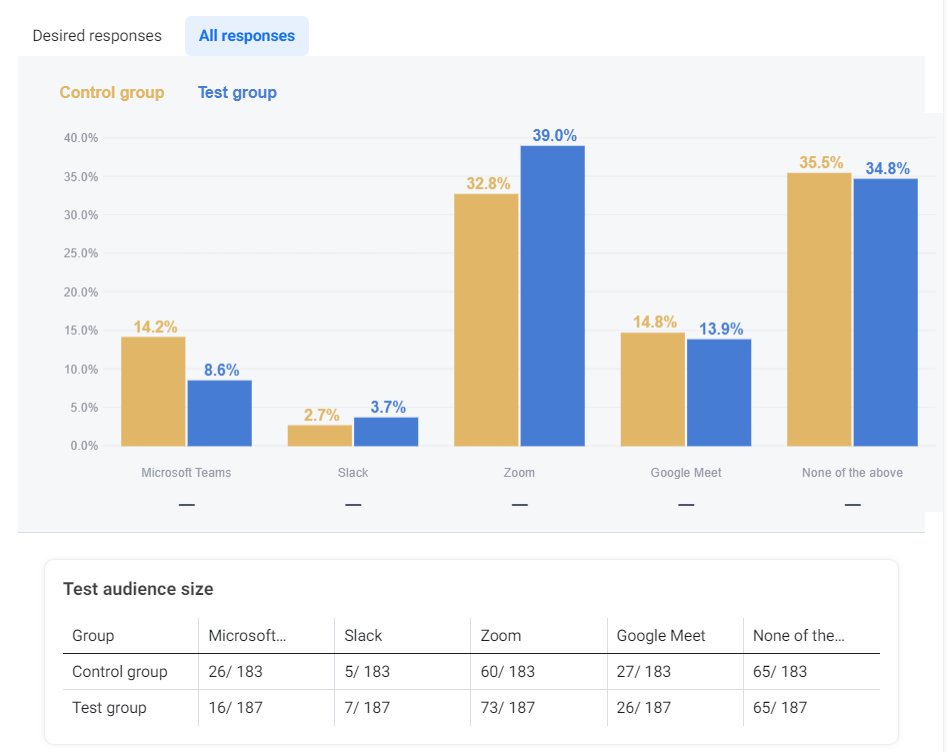 Desired responses All responses
Control group Test group
40.0%
35.0%
30.0%
25.0%
20.0%
15.0%
10.0%
5.0%
0.0%
14.2% 8.6%
2.7% 3.7%
32.8% 39.0%
14.8% 13.9%
35.5% 34.8%
Microsoft Teams Slack Zoom Google Meet None of the above
— — — — —
Test audience size
Group Microsoft... Slack Zoom Google Meet None of the...
Control group 26/ 183 5/ 183 60/ 183 27/ 183 65/ 183
Test group 16/ 187 7/ 187 73/ 187 26/ 187 65/ 187